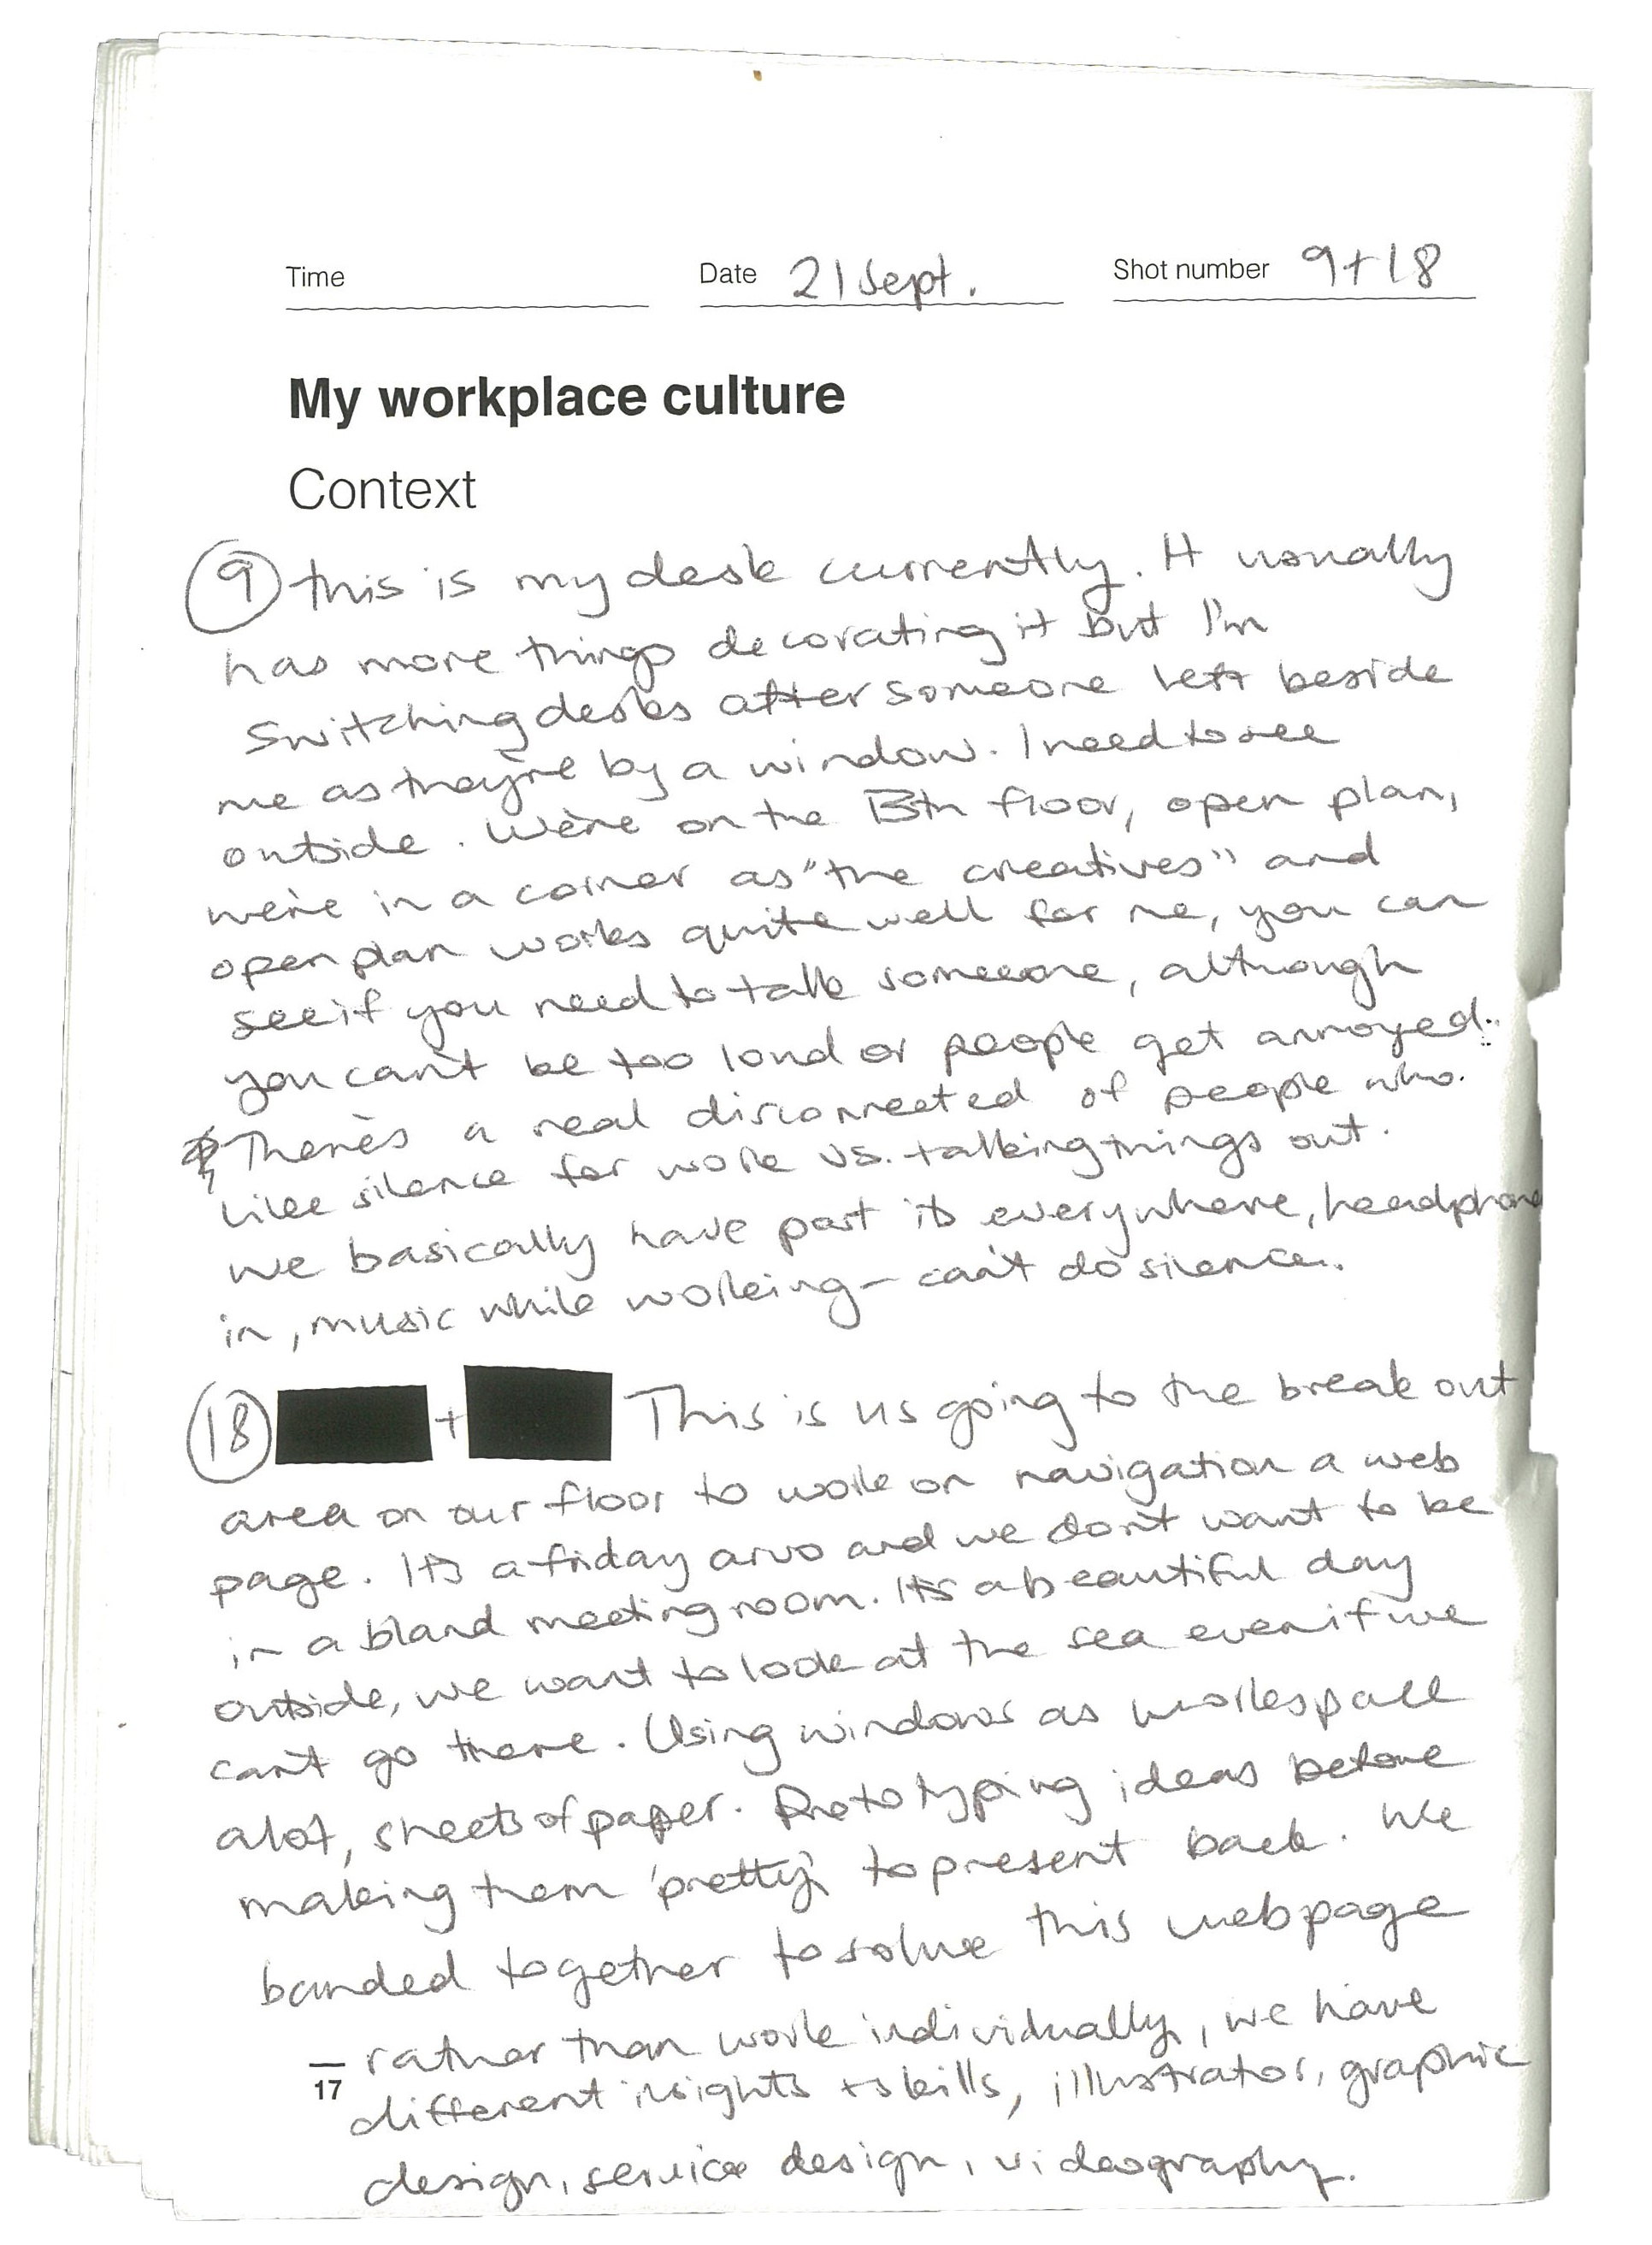 Time Date 21 Sept. Shot number 9+18
My workplace culture
Context
9 this is my desk currently. It usually
has more things decorating it but I'm
switching desks after someone left beside
me as they're by a window. I need to see
outside. We're on the floor, open plan,
we're in a corner as "the creatives" and
open plan works quite well for me, you can
see if you need to talk someone, although
you can't be too loud or people get annoyed.
There's a real disconnected of people who
like silence for work vs. talking things out.
we basically have post its everywhere, headphones
in, music while working - can't do silence.
18 + This is us going to the break out
area on our floor to work on navigation a web
page. It's a friday arvo and we don't want to be
in a bland meeting room. It's a beautiful day
outside, we want to look at the sea even if we
can't go there. Using windows as workspace
alot, sheets of paper. Prototyping ideas before
making them 'pretty' to present back. We
banded together to solve this webpage
— rather than work individually, we have
17
different insights + skills, illustrator, graphic
design, service design, videography.